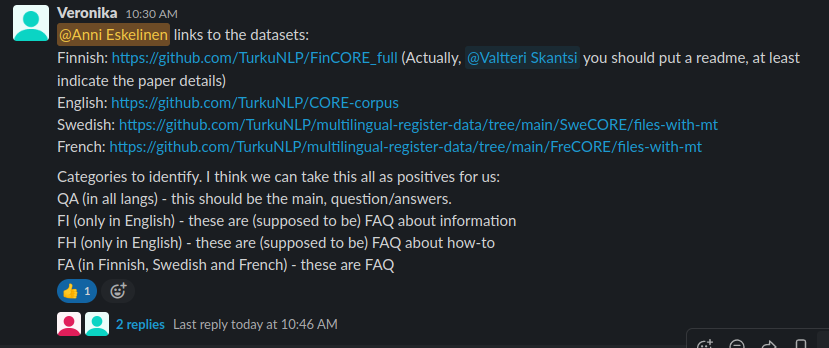 Veronika 10:30 AM
@Anni Eskelinen links to the datasets:
Finnish: https://github.com/TurkuNLP/FinCORE_full (Actually, @Valtteri Skantsi you should put a readme, at least
indicate the paper details)
English: https://github.com/TurkuNLP/CORE-corpus
Swedish: https://github.com/TurkuNLP/multilingual-register-data/tree/main/SweCORE/files-with-mt
French: https://github.com/TurkuNLP/multilingual-register-data/tree/main/FreCORE/files-with-mt
Categories to identify. I think we can take this all as positives for us:
QA (in all langs) - this should be the main, question/answers.
FI (only in English) - these are (supposed to be) FAQ about information
FH (only in English) - these are (supposed to be) FAQ about how-to
FA (in Finnish, Swedish and French) - these are FAQ
1
2 replies Last reply today at 10:46 AM